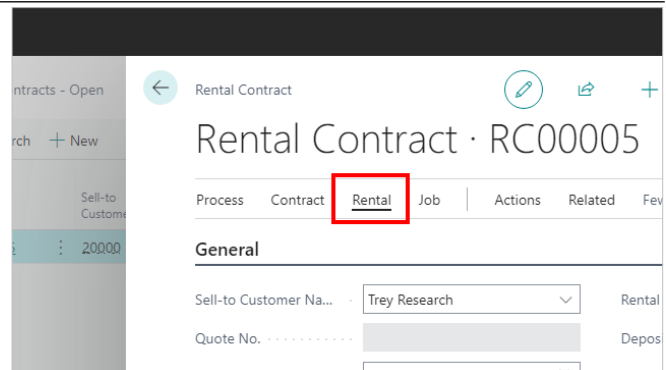 ntracts - Open
Rental Contract
rch + New
Rental Contract · RC00005
Sell-to
Custome
Process Contract Rental Job Actions Related Few
20000
General
Sell-to Customer Na... Trey Research Rental
Quote No. Depos